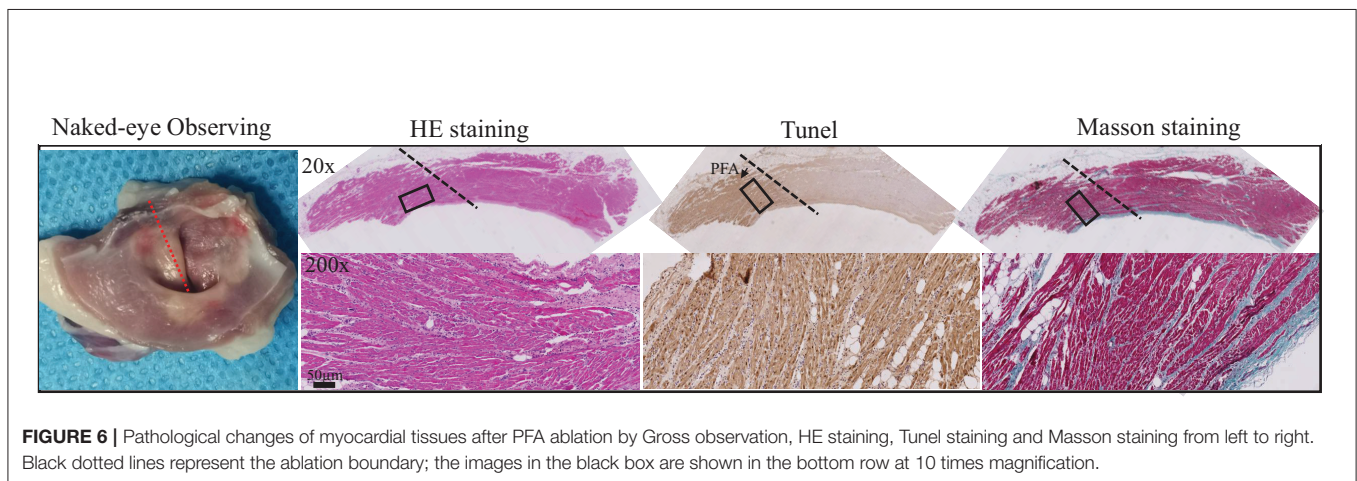 Naked-eye Observing
HE staining
Tunel
Masson staining
20x
PFA
200x
50μm
FIGURE 6 | Pathological changes of myocardial tissues after PFA ablation by Gross observation, HE staining, Tunel staining and Masson staining from left to right.
Black dotted lines represent the ablation boundary; the images in the black box are shown in the bottom row at 10 times magnification.